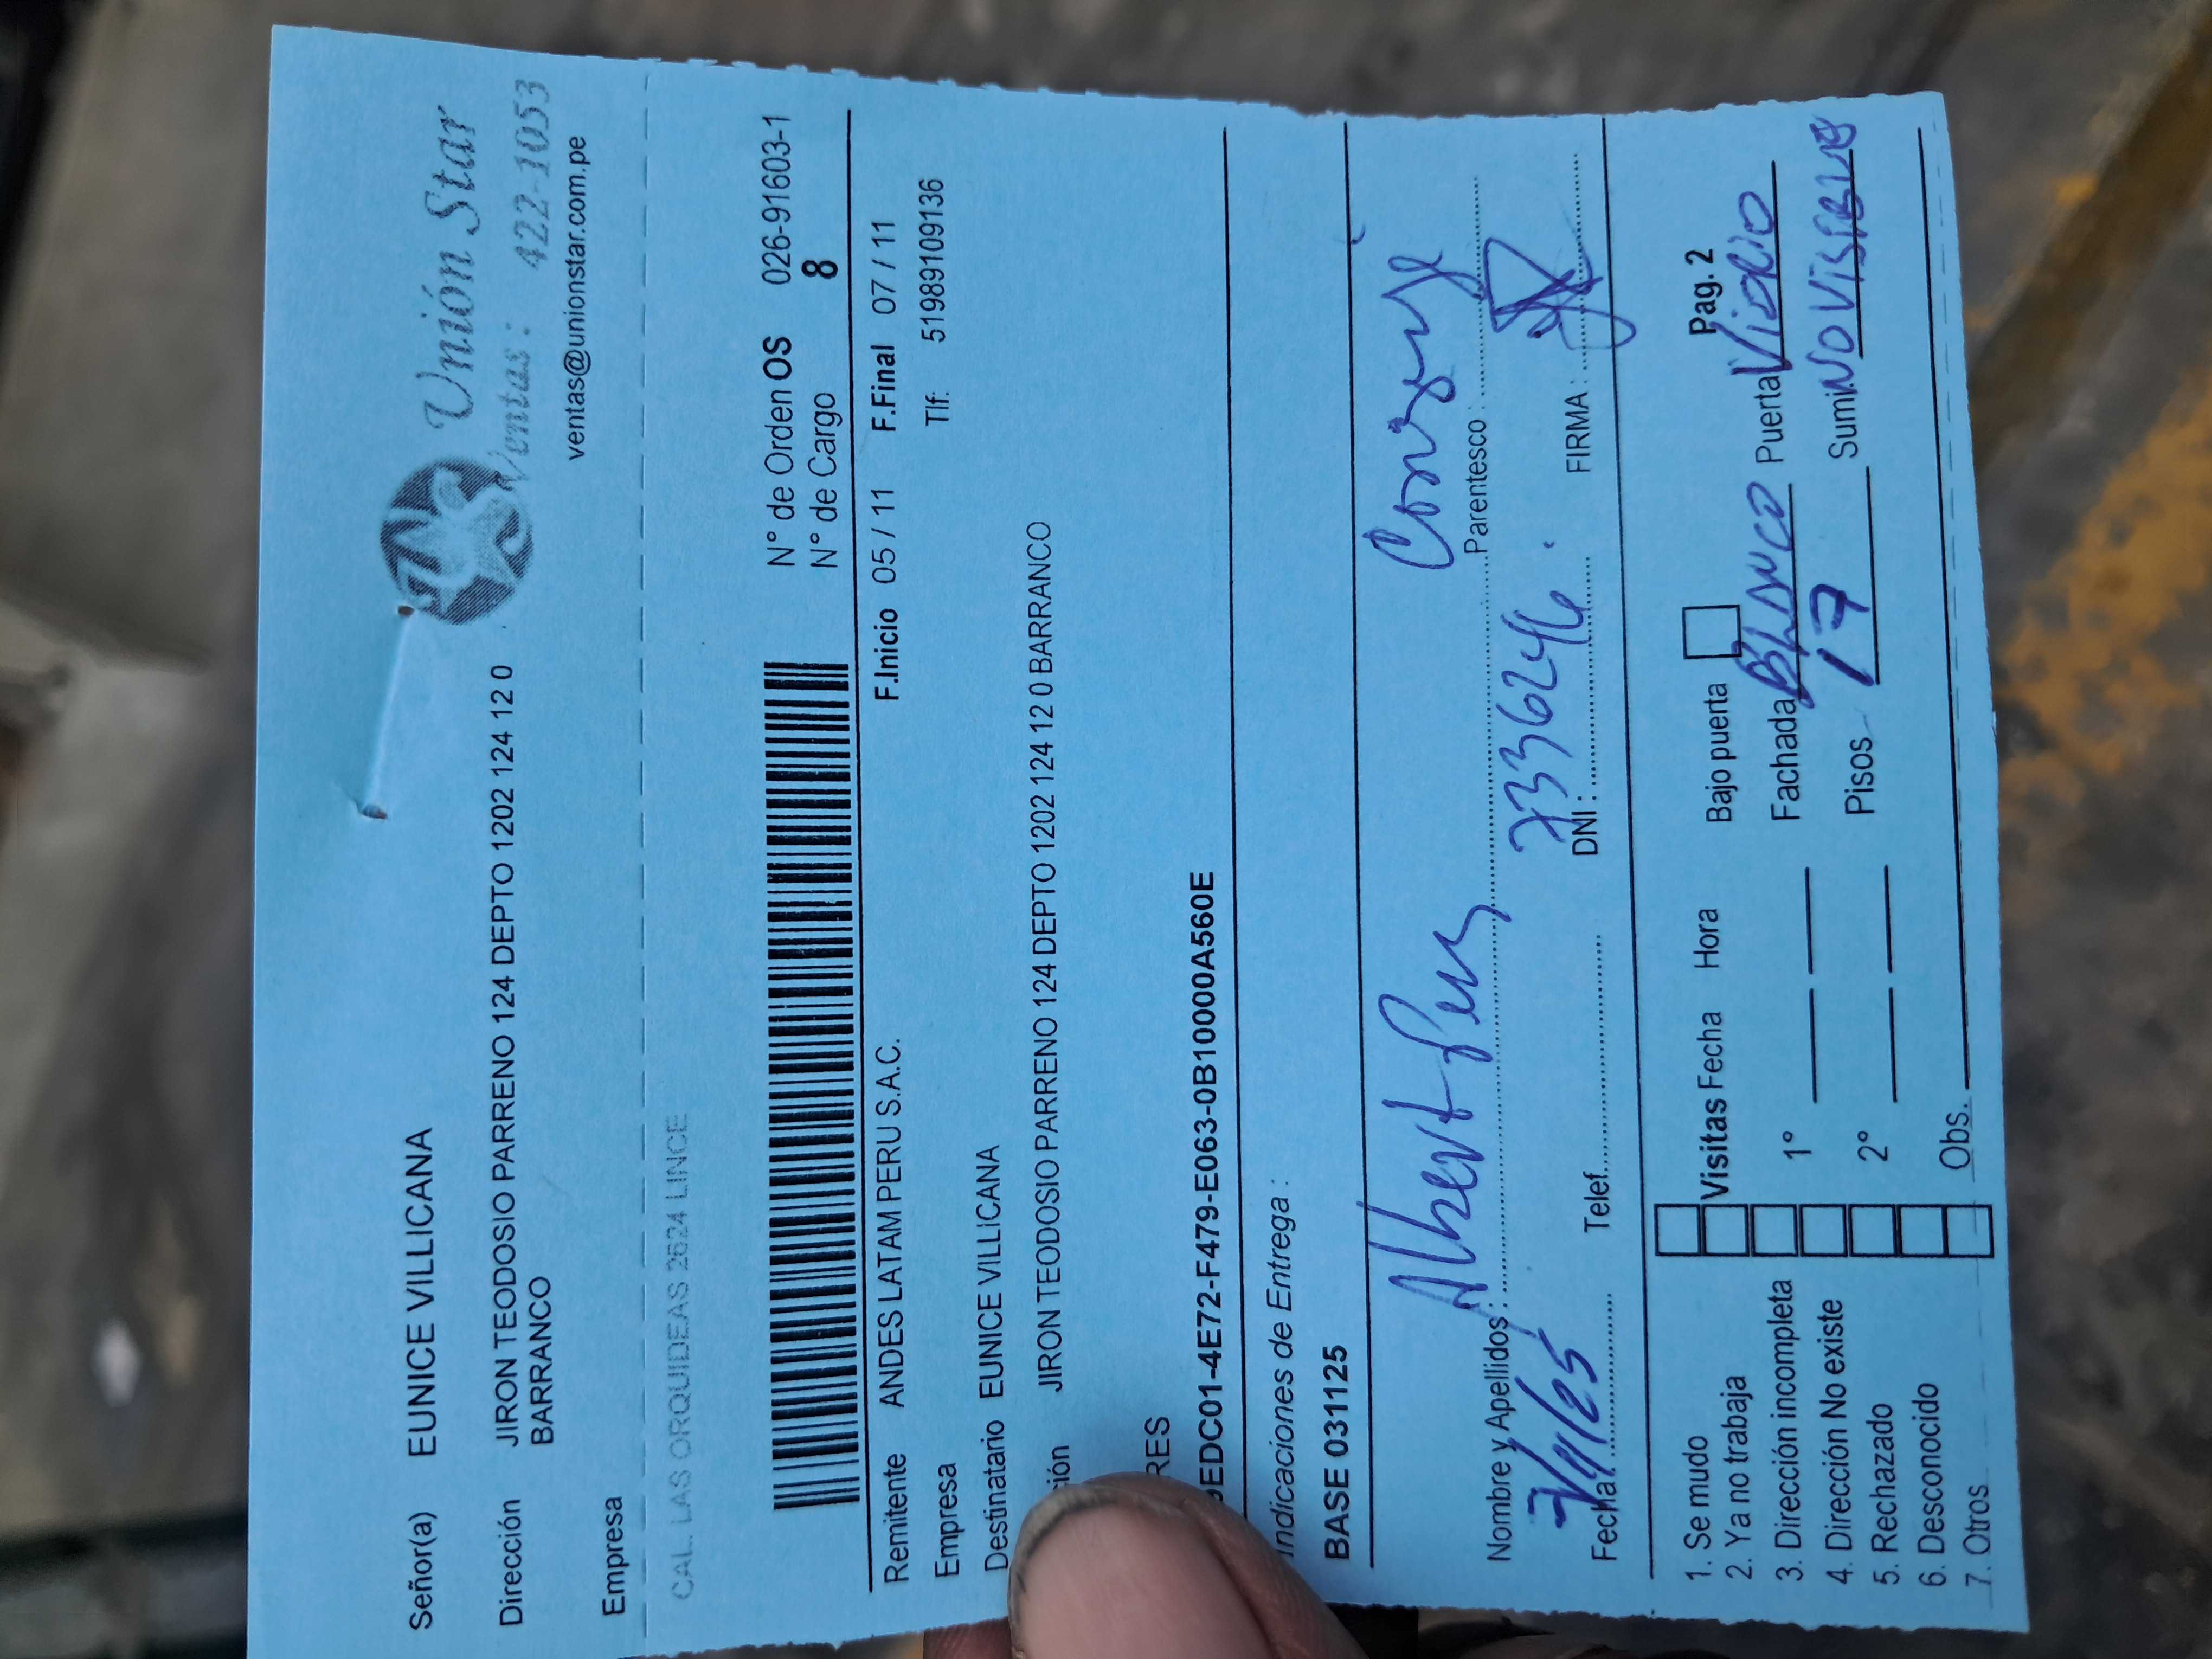 Unión Star
Ventas: 422-1053
ventas@unionstar.com.pe
Señor(a) EUNICE VILLICANA
Dirección JIRON TEODOSIO PARRENO 124 DEPTO 1202 124 12 0
BARRANCO
Empresa
CAL. LAS ORQUIDEAS 2624 LINCE
N° de Orden OS 026-91603-1
N° de Cargo 8
Remitente ANDES LATAM PERU S.A.C. F.Inicio 05 / 11 F.Final 07 / 11
Empresa Tlf: 51989109136
Destinatario EUNICE VILLICANA
ión JIRON TEODOSIO PARRENO 124 DEPTO 1202 124 12 0 BARRANCO
RES
EDC01-4E72-F479-E063-0B10000A560E
Indicaciones de Entrega :
BASE 031125
Nombre y Apellidos: Albert Parentesco:
Fecha: Telef. DNI: FIRMA:
Pag. 2
1. Se mudo
2. Ya no trabaja Visitas Fecha Hora Bajo puerta
3. Dirección incompleta 1° Fachada Blanco Puerta Vidrio
4. Dirección No existe
5. Rechazado 2° Pisos 17 Sumi. NO VISIBLE
6. Desconocido
7. Otros Obs.